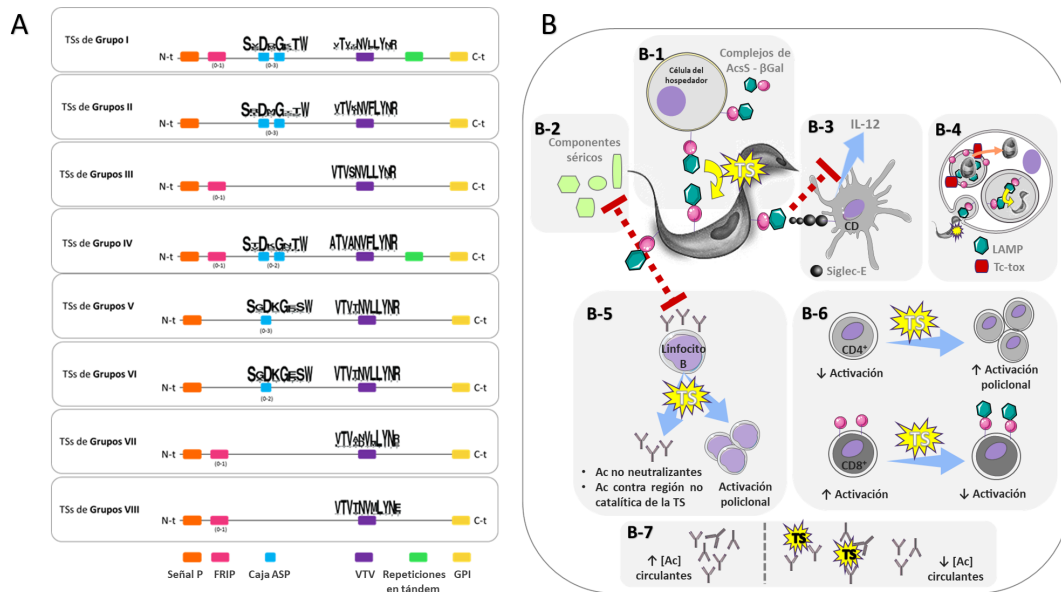 A
TSs de Grupo I
N-t
(0-1)
(0-3)
C-t
TSs de Grupos II
N-t
(0-3)
C-t
TSs de Grupos III
VTVSNVLLYNR
N-t
(0-1)
C-t
TSs de Grupo IV
ATVANVFLYNR
N-t
(0-1)
(0-2)
C-t
TSs de Grupos V
N-t
(0-3)
C-t
TSs de Grupos VI
N-t
(0-2)
C-t
TSs de Grupos VII
N-t
(0-1)
C-t
TSs de Grupos VIII
N-t
(0-1)
C-t
Señal P
FRIP
Caja ASP
VTV
Repeticiones
en tándem
GPI
B
B-1
Célula del
hospedador
Complejos de
AcsS - βGal
TS
B-2
Componentes
séricos
B-3
IL-12
CD
Siglec-E
B-4
LAMP
Tc-tox
B-5
Linfocito
B
TS
• Ac no neutralizantes
• Ac contra región no
catalítica de la TS
Activación
policlonal
B-6
CD4⁺
TS
↓ Activación
↑ Activación
policlonal
CD8⁺
TS
↑ Activación
↓ Activación
B-7
↑ [Ac]
circulantes
TS
TS
↓ [Ac]
circulantes